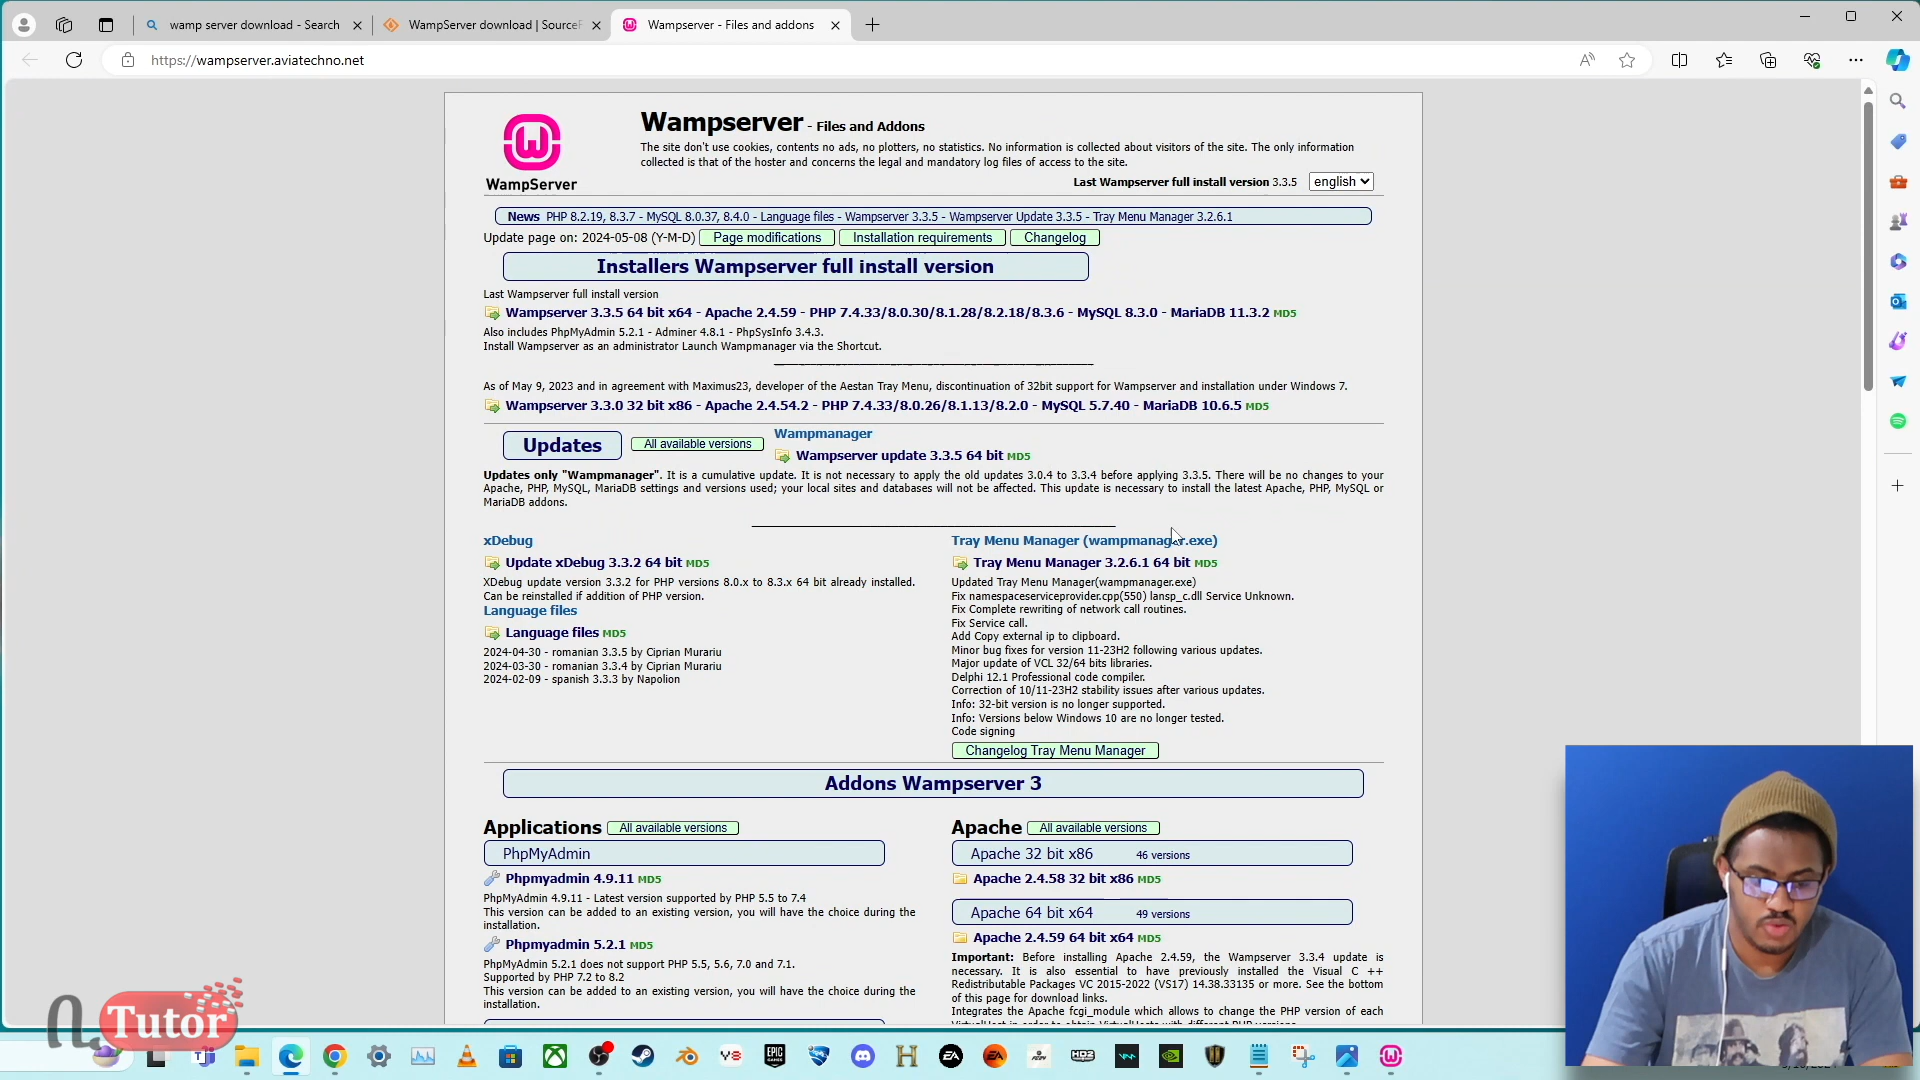 wamp server download - Search
WampServer download | SourceF
Wampserver - Files and addons
https://wampserver.aviatechno.net
WampServer
Wampserver - Files and Addons
The site don't use cookies, contents no ads, no plotters, no statistics. No information is collected about visitors of the site. The only information
collected is that of the hoster and concerns the legal and mandatory log files of access to the site.
Last Wampserver full install version 3.3.5 english
News PHP 8.2.19, 8.3.7 - MySQL 8.0.37, 8.4.0 - Language files - Wampserver 3.3.5 - Wampserver Update 3.3.5 - Tray Menu Manager 3.2.6.1
Update page on: 2024-05-08 (Y-M-D) Page modifications Installation requirements Changelog
Installers Wampserver full install version
Last Wampserver full install version
Wampserver 3.3.5 64 bit x64 - Apache 2.4.59 - PHP 7.4.33/8.0.30/8.1.28/8.2.18/8.3.6 - MySQL 8.3.0 - MariaDB 11.3.2 MD5
Also includes PhpMyAdmin 5.2.1 - Adminer 4.8.1 - PhpSysInfo 3.4.3.
Install Wampserver as an administrator Launch Wampmanager via the Shortcut.
As of May 9, 2023 and in agreement with Maximus23, developer of the Aestan Tray Menu, discontinuation of 32bit support for Wampserver and installation under Windows 7.
Wampserver 3.3.0 32 bit x86 - Apache 2.4.54.2 - PHP 7.4.33/8.0.26/8.1.13/8.2.0 - MySQL 5.7.40 - MariaDB 10.6.5 MD5
Updates All available versions
Wampmanager
Wampserver update 3.3.5 64 bit MD5
Updates only "Wampmanager". It is a cumulative update. It is not necessary to apply the old updates 3.0.4 to 3.3.4 before applying 3.3.5. There will be no changes to your
Apache, PHP, MySQL, MariaDB settings and versions used; your local sites and databases will not be affected. This update is necessary to install the latest Apache, PHP, MySQL or
MariaDB addons.
xDebug
Update xDebug 3.3.2 64 bit MD5
XDebug update version 3.3.2 for PHP versions 8.0.x to 8.3.x 64 bit already installed.
Can be reinstalled if addition of PHP version.
Language files
Language files MD5
2024-04-30 - romanian 3.3.5 by Ciprian Murariu
2024-03-30 - romanian 3.3.4 by Ciprian Murariu
2024-02-09 - spanish 3.3.3 by Napolion
Tray Menu Manager (wampmanager.exe)
Tray Menu Manager 3.2.6.1 64 bit MD5
Updated Tray Menu Manager(wampmanager.exe)
Fix namespaceserviceprovider.cpp(550) lansp_c.dll Service Unknown.
Fix Complete rewriting of network call routines.
Fix Service call.
Add Copy external ip to clipboard.
Minor bug fixes for version 11-23H2 following various updates.
Major update of VCL 32/64 bits libraries.
Delphi 12.1 Professional code compiler.
Correction of 10/11-23H2 stability issues after various updates.
Info: 32-bit version is no longer supported.
Info: Versions below Windows 10 are no longer tested.
Code signing
Changelog Tray Menu Manager
Addons Wampserver 3
Applications All available versions
PhpMyAdmin
Phpmyadmin 4.9.11 MD5
PhpMyAdmin 4.9.11 - Latest version supported by PHP 5.5 to 7.4
This version can be added to an existing version, you will have the choice during the
installation.
Phpmyadmin 5.2.1 MD5
PhpMyAdmin 5.2.1 does not support PHP 5.5, 5.6, 7.0 and 7.1.
Supported by PHP 7.2 to 8.2
This version can be added to an existing version, you will have the choice during the
installation.
Apache All available versions
Apache 32 bit x86 46 versions
Apache 2.4.58 32 bit x86 MD5
Apache 64 bit x64 49 versions
Apache 2.4.59 64 bit x64 MD5
Important: Before installing Apache 2.4.59, the Wampserver 3.3.4 update is
necessary. It is also essential to have previously installed the Visual C ++
Redistributable Packages VC 2015-2022 (VS17) 14.38.33135 or more. See the bottom
of this page for download links.
Integrates the Apache fcgi_module which allows to change the PHP version of each
Tutor